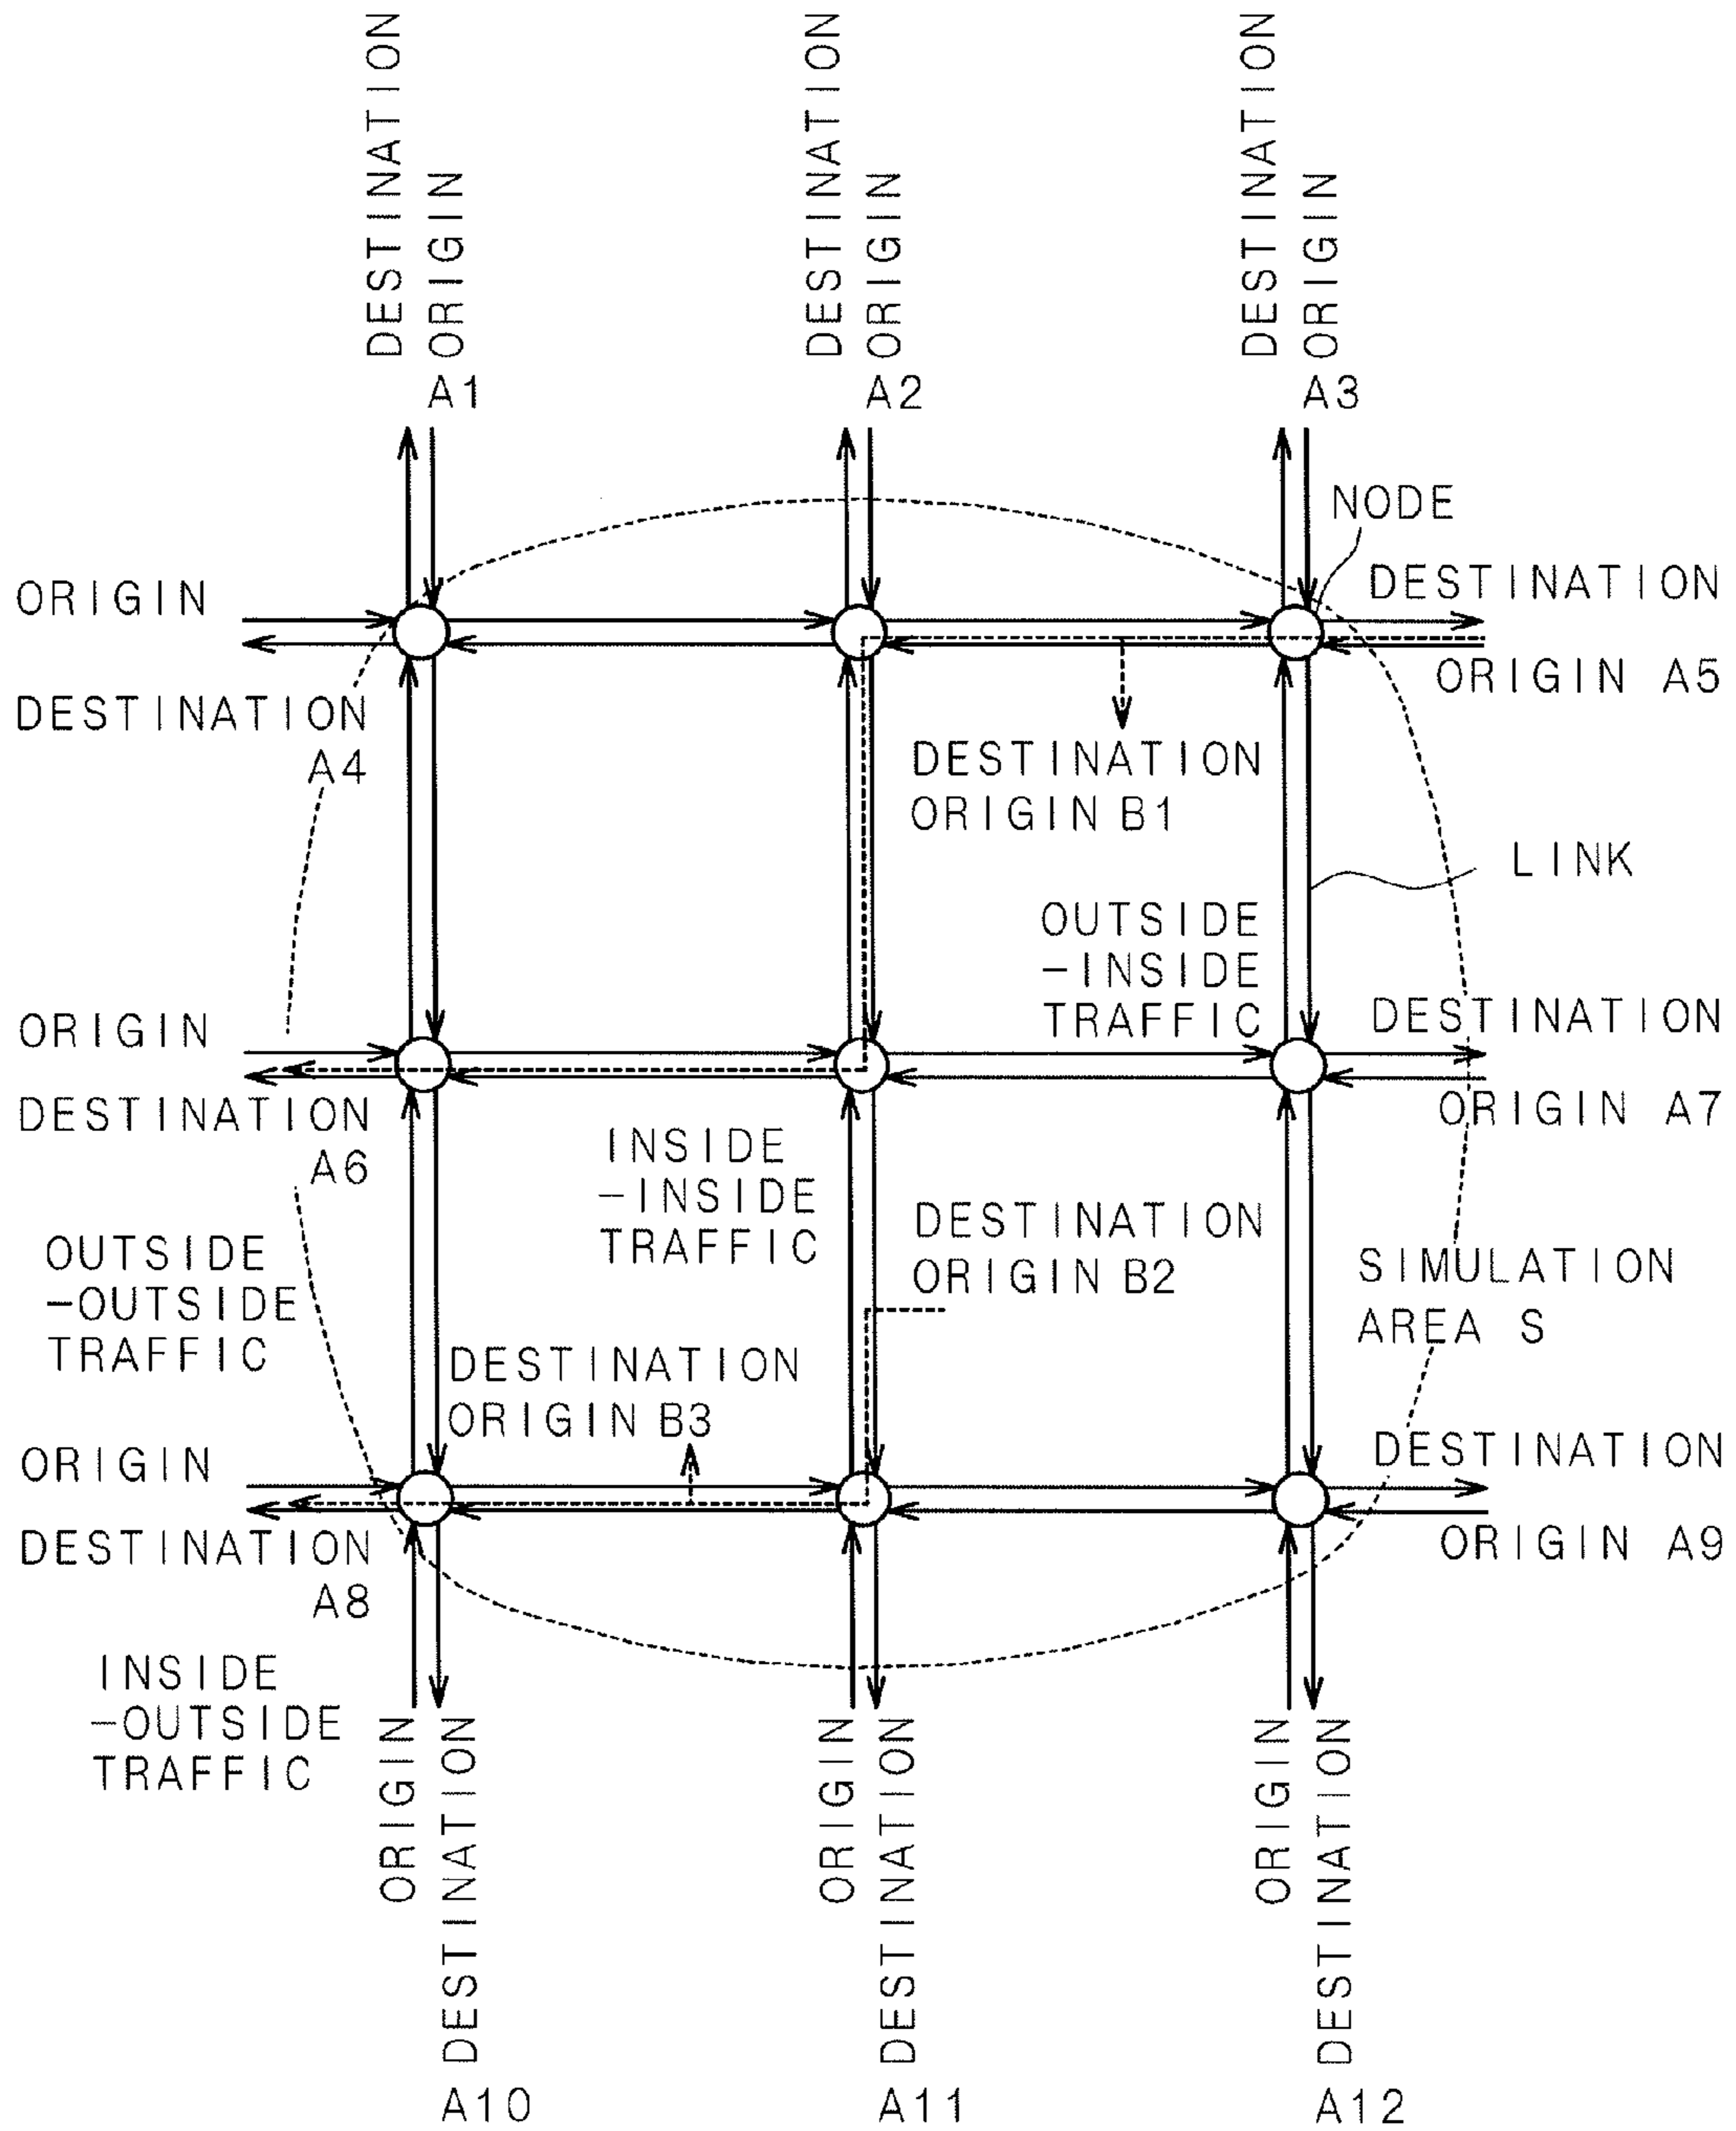 DESTINATION
ORIGIN
A1
DESTINATION
ORIGIN
A2
DESTINATION
ORIGIN
A3
NODE
ORIGIN
DESTINATION
A4
DESTINATION
ORIGIN A5
DESTINATION
ORIGIN B1
LINK
OUTSIDE
-INSIDE
TRAFFIC
ORIGIN
DESTINATION
A6
DESTINATION
ORIGIN A7
INSIDE
-INSIDE
TRAFFIC
DESTINATION
ORIGIN B2
OUTSIDE
-OUTSIDE
TRAFFIC
SIMULATION
AREA S
DESTINATION
ORIGIN B3
ORIGIN
DESTINATION
A8
DESTINATION
ORIGIN A9
INSIDE
-OUTSIDE
TRAFFIC
ORIGIN
DESTINATION
A10
ORIGIN
DESTINATION
A11
ORIGIN
DESTINATION
A12